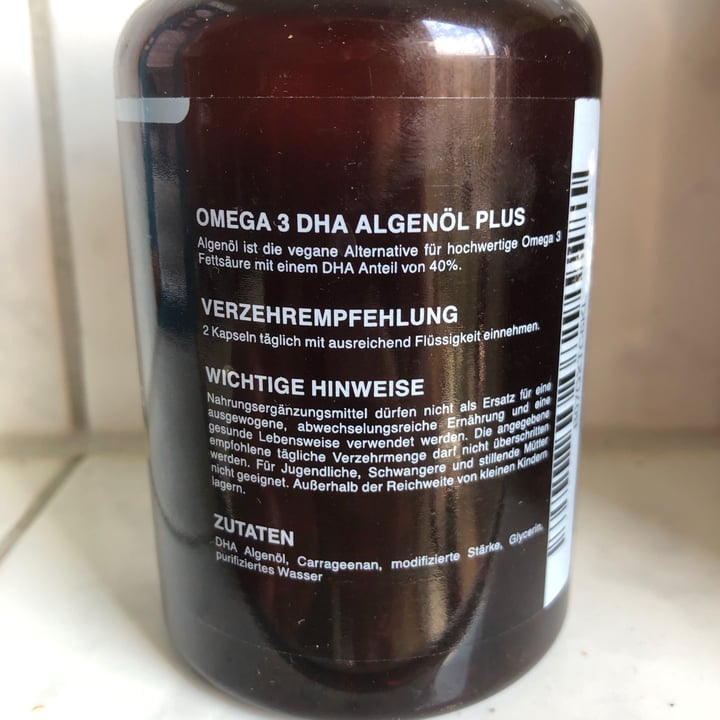 OMEGA 3 DHA ALGENÖL PLUS
Algenöl ist die vegane Alternative für hochwertige Omega 3
Fettsäure mit einem DHA Anteil von 40%.
VERZEHREMPFEHLUNG
2 Kapseln täglich mit ausreichend Flüssigkeit einnehmen.
WICHTIGE HINWEISE
Nahrungsergänzungsmittel dürfen nicht als Ersatz für eine
ausgewogene, abwechselungsreiche Ernährung und eine
gesunde Lebensweise verwendet werden. Die angegebene
empfohlene tägliche Verzehrmenge darf nicht überschritten
werden. Für Jugendliche, Schwangere und stillende Mütter
nicht geeignet. Außerhalb der Reichweite von kleinen Kindern
lagern.
ZUTATEN
DHA Algenöl, Carrageenan, modifizierte Stärke, Glycerin,
purifiziertes Wasser